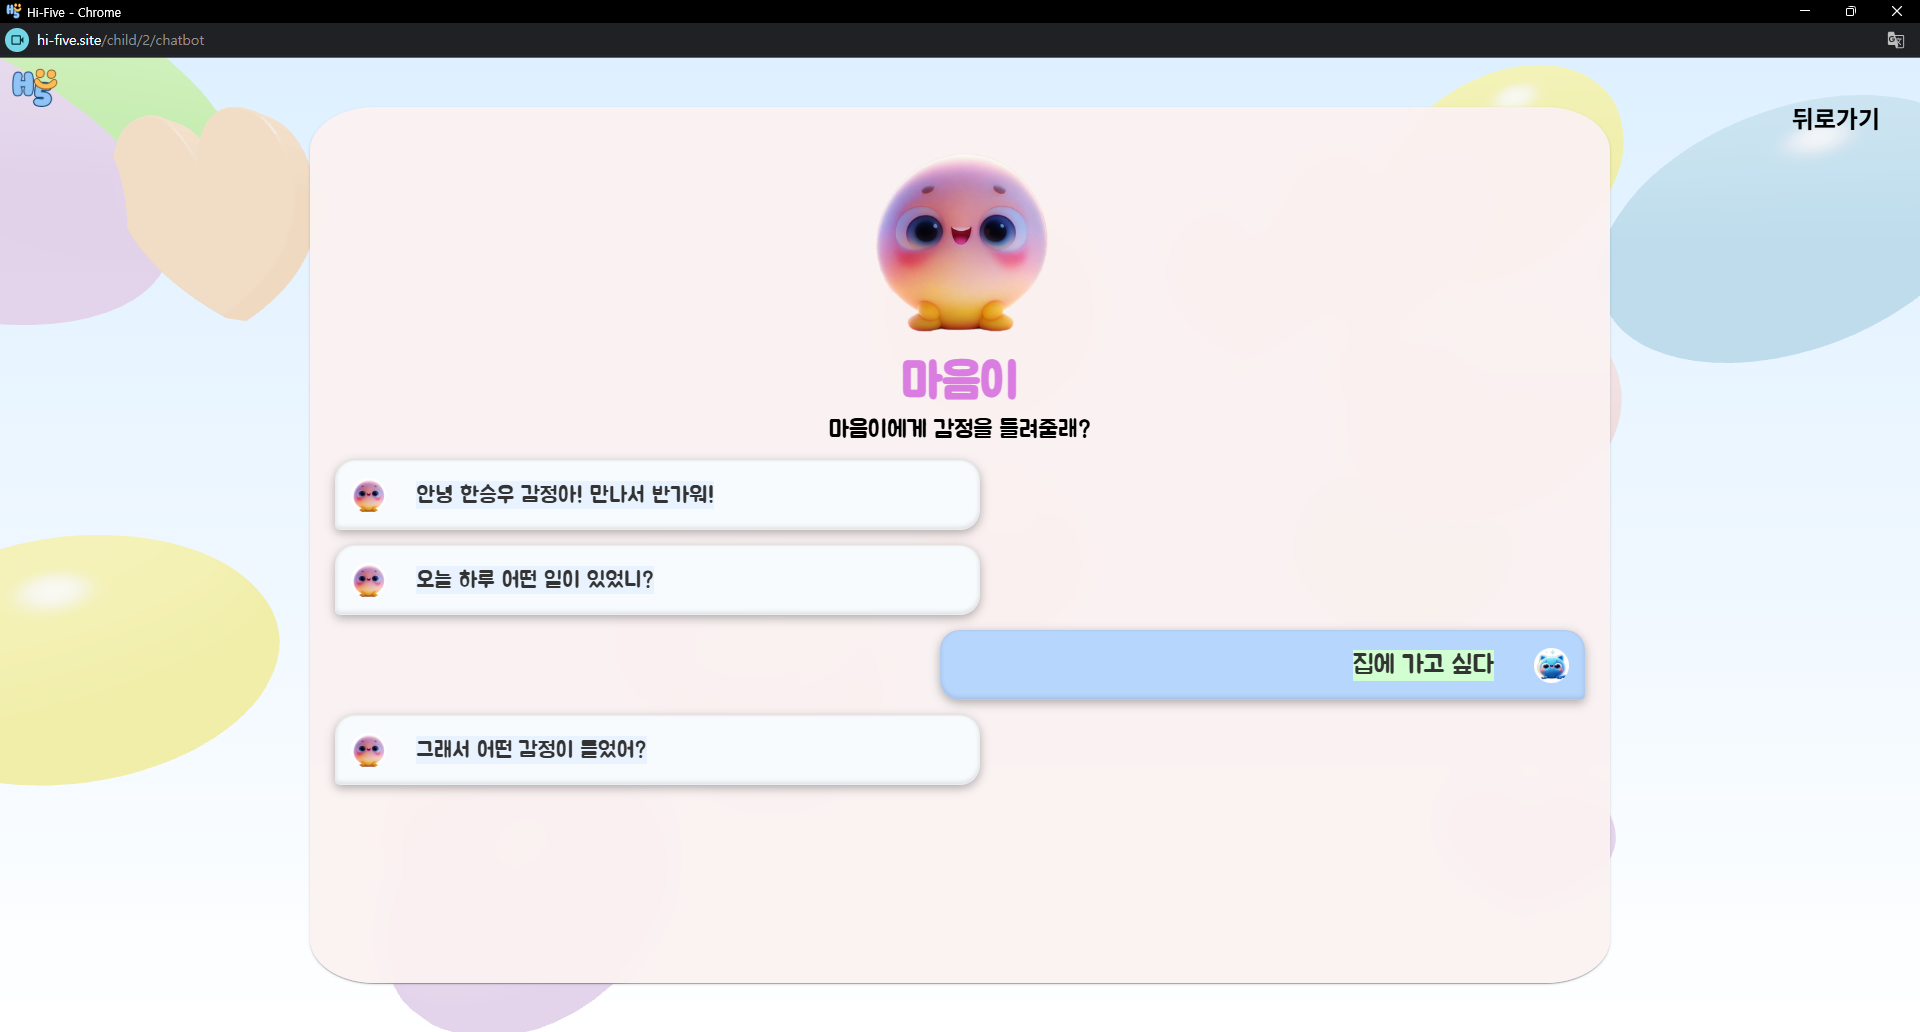 Hi-Five - Chrome
hi-five.site/child/2/chatbot
뒤로가기
마음이
마음이에게 감정을 들려줄래?
안녕 한승우 감정아! 만나서 반가워!
오늘 하루 어떤 일이 있었니?
집에 가고 싶다
그래서 어떤 감정이 들었어?